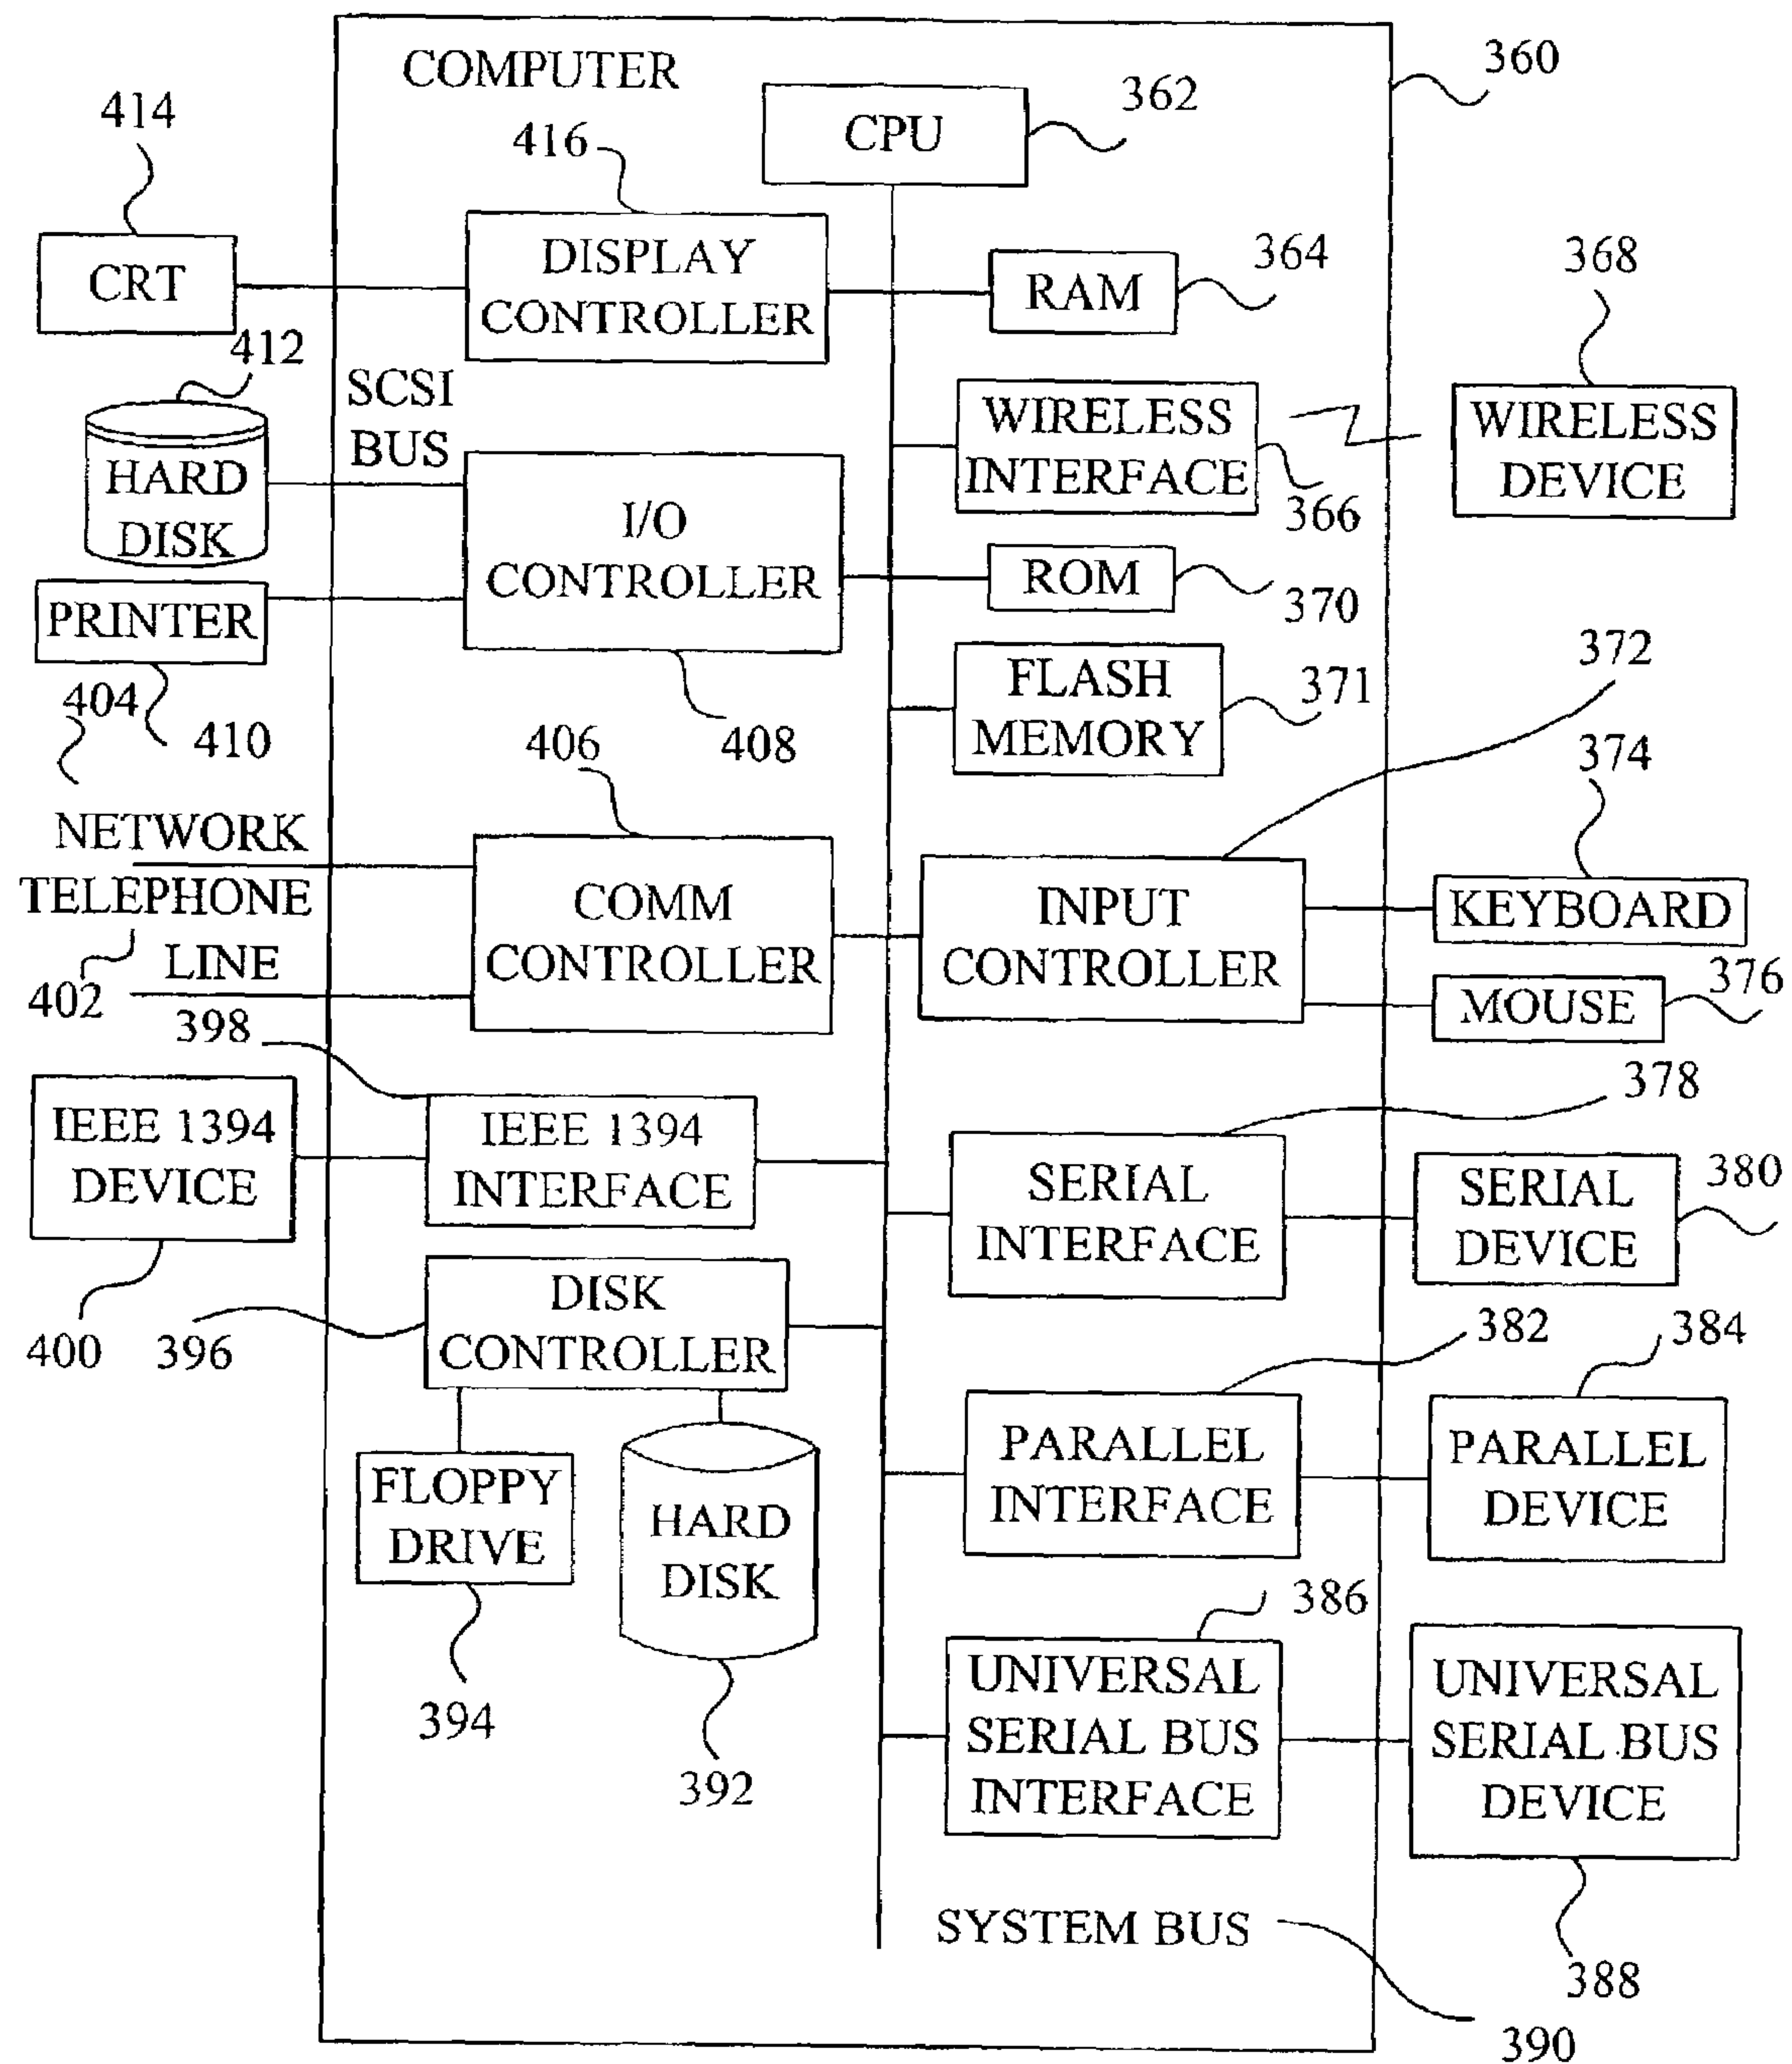 COMPUTER
360
CPU
362
414
416
CRT
DISPLAY
CONTROLLER
RAM
364
368
412
SCSI
BUS
HARD
DISK
WIRELESS
INTERFACE
366
WIRELESS
DEVICE
I/O
CONTROLLER
ROM
370
PRINTER
404
410
408
FLASH
MEMORY
371
372
406
374
NETWORK
TELEPHONE
LINE
402
COMM
CONTROLLER
INPUT
CONTROLLER
KEYBOARD
MOUSE
376
398
378
IEEE 1394
DEVICE
IEEE 1394
INTERFACE
SERIAL
INTERFACE
SERIAL
DEVICE
380
400
396
DISK
CONTROLLER
382
384
FLOPPY
DRIVE
HARD
DISK
PARALLEL
INTERFACE
PARALLEL
DEVICE
394
392
386
UNIVERSAL
SERIAL BUS
INTERFACE
UNIVERSAL
SERIAL BUS
DEVICE
SYSTEM BUS
388
390